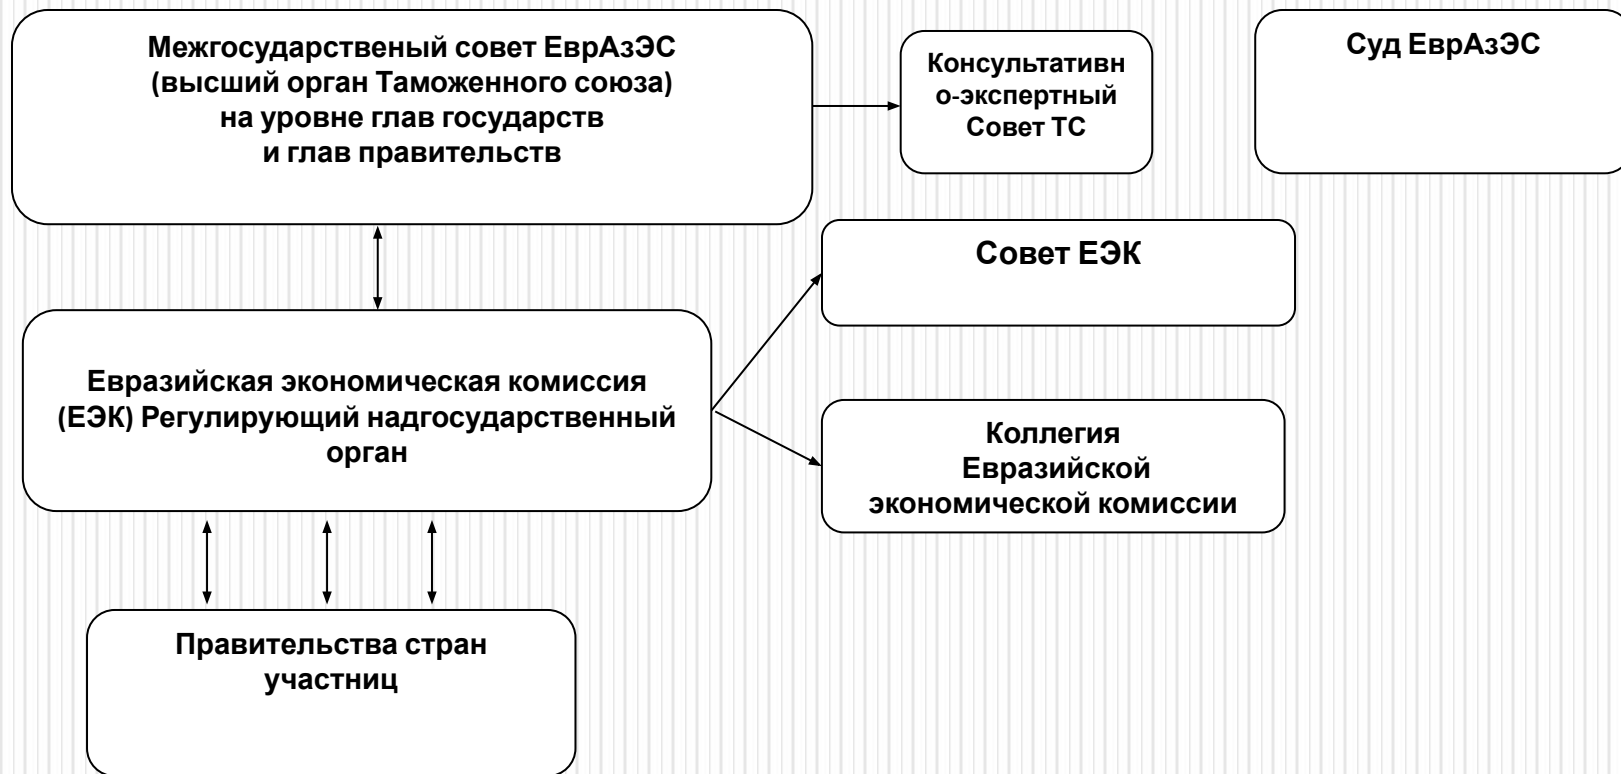 Межгосударственый совет ЕврАзЭС
(высший орган Таможенного союза)
на уровне глав государств
и глав правительств
Консультативн
о-экспертный
Совет ТС
Суд ЕврАзЭС
Совет ЕЭК
Евразийская экономическая комиссия
(ЕЭК) Регулирующий надгосударственный
орган
Коллегия
Евразийской
экономической комиссии
Правительства стран
участниц